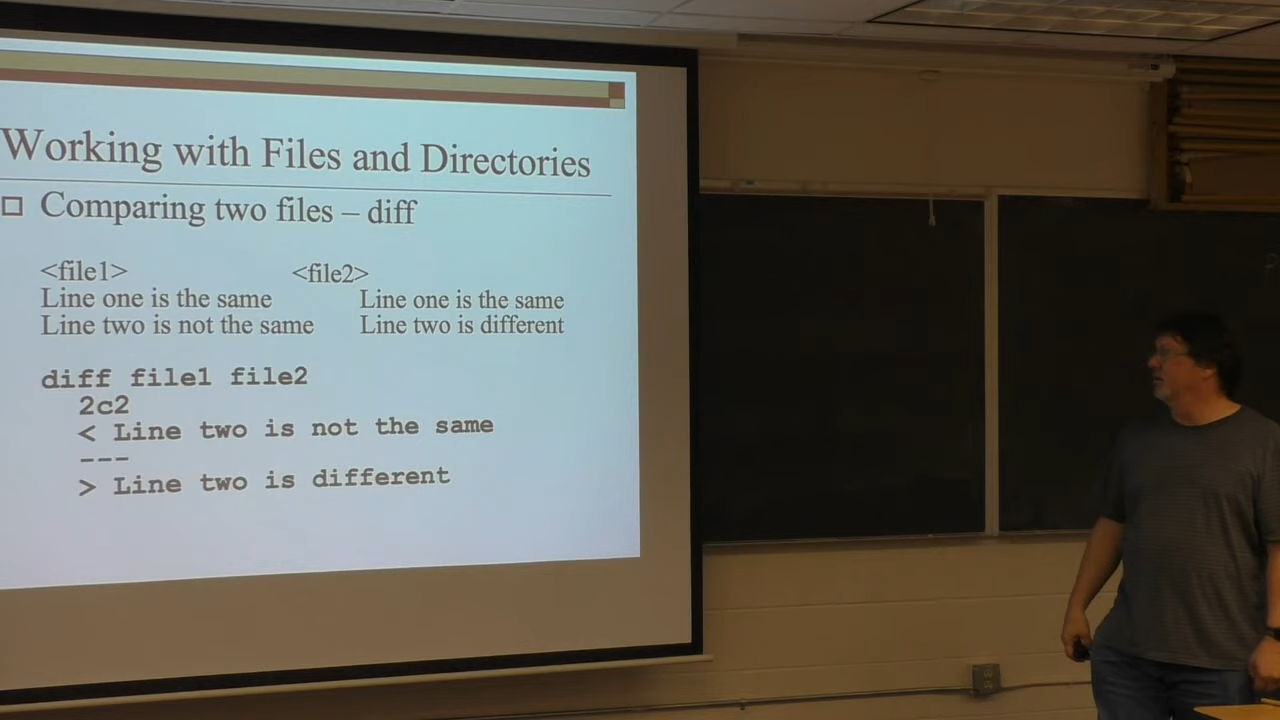 Working with Files and Directories
Comparing two files – diff
<file1> <file2>
Line one is the same Line one is the same
Line two is not the same Line two is different
diff file1 file2
2c2
< Line two is not the same
---
> Line two is different